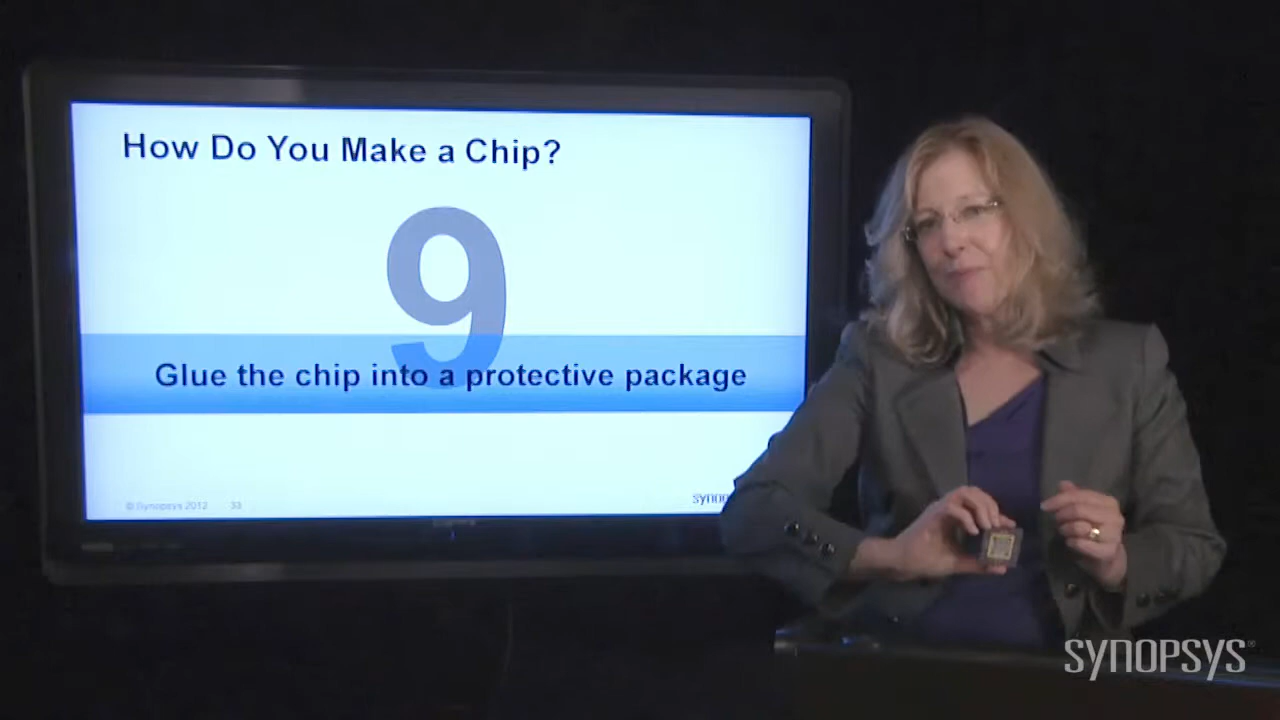 How Do You Make a Chip?
9
Glue the chip into a protective package
© Synopsys 2012 33
SYNOPSYS®